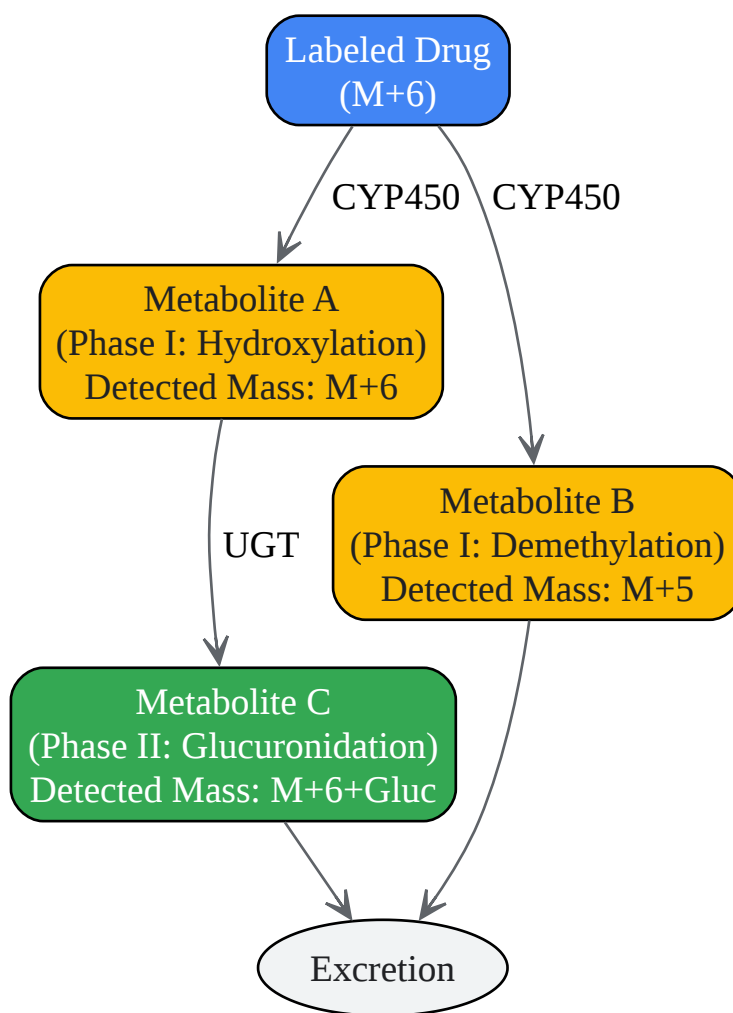 Labeled Drug
(M+6)
CYP450
CYP450
Metabolite A
(Phase I: Hydroxylation)
Detected Mass: M+6
Metabolite B
(Phase I: Demethylation)
Detected Mass: M+5
UGT
Metabolite C
(Phase II: Glucuronidation)
Detected Mass: M+6+Gluc
Excretion